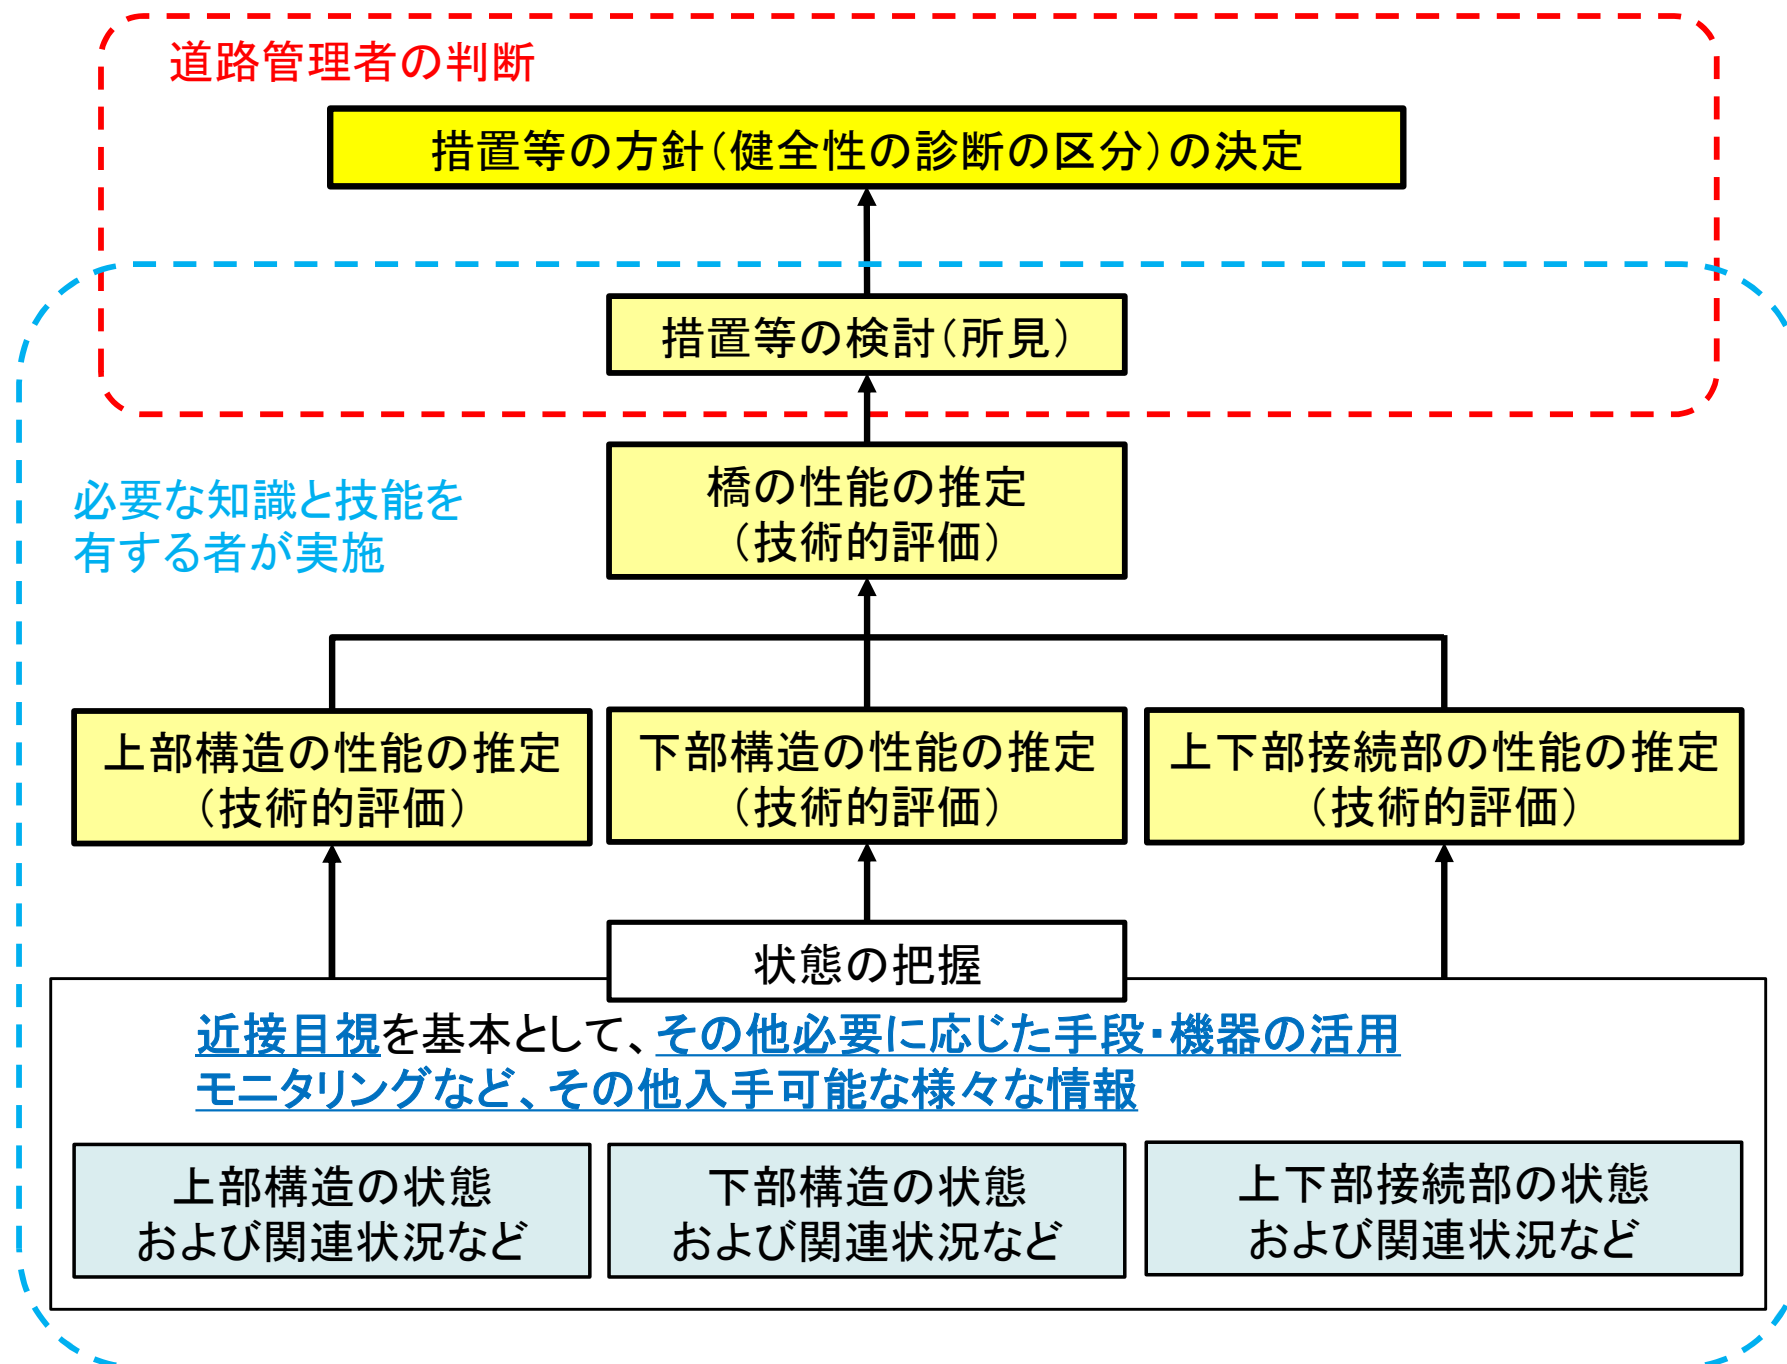 道路管理者の判断
措置等の方針(健全性の診断の区分)の決定
措置等の検討(所見)
橋の性能の推定
(技術的評価)
必要な知識と技能を
有する者が実施
上部構造の性能の推定
(技術的評価)
下部構造の性能の推定
(技術的評価)
上下部接続部の性能の推定
(技術的評価)
状態の把握
近接目視を基本として、その他必要に応じた手段・機器の活用
モニタリングなど、その他入手可能な様々な情報
上部構造の状態
および関連状況など
下部構造の状態
および関連状況など
上下部接続部の状態
および関連状況など